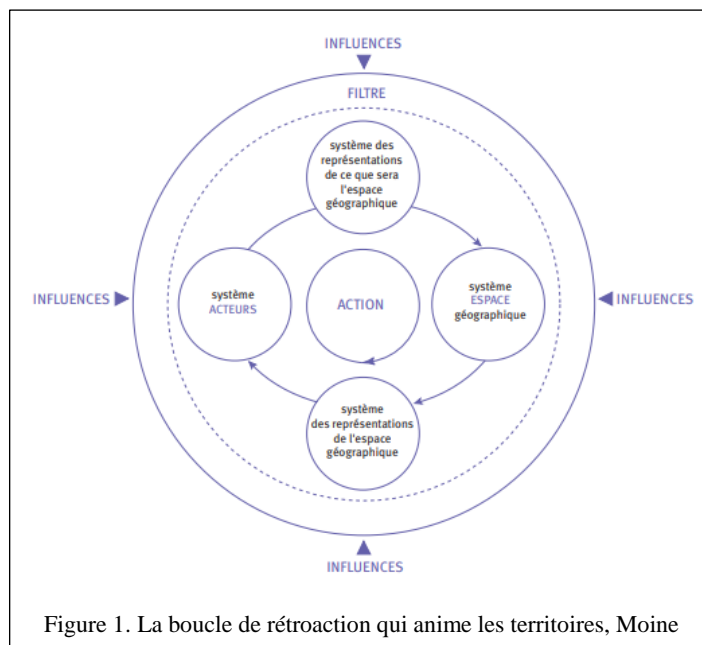 INFLUENCES
FILTRE
système des
représentations
de ce que sera
l'espace
géographique
INFLUENCES
système
ACTEURS
ACTION
système
ESPACE
géographique
INFLUENCES
système
des représentations
de l'espace
géographique
INFLUENCES
Figure 1. La boucle de rétroaction qui anime les territoires, Moine